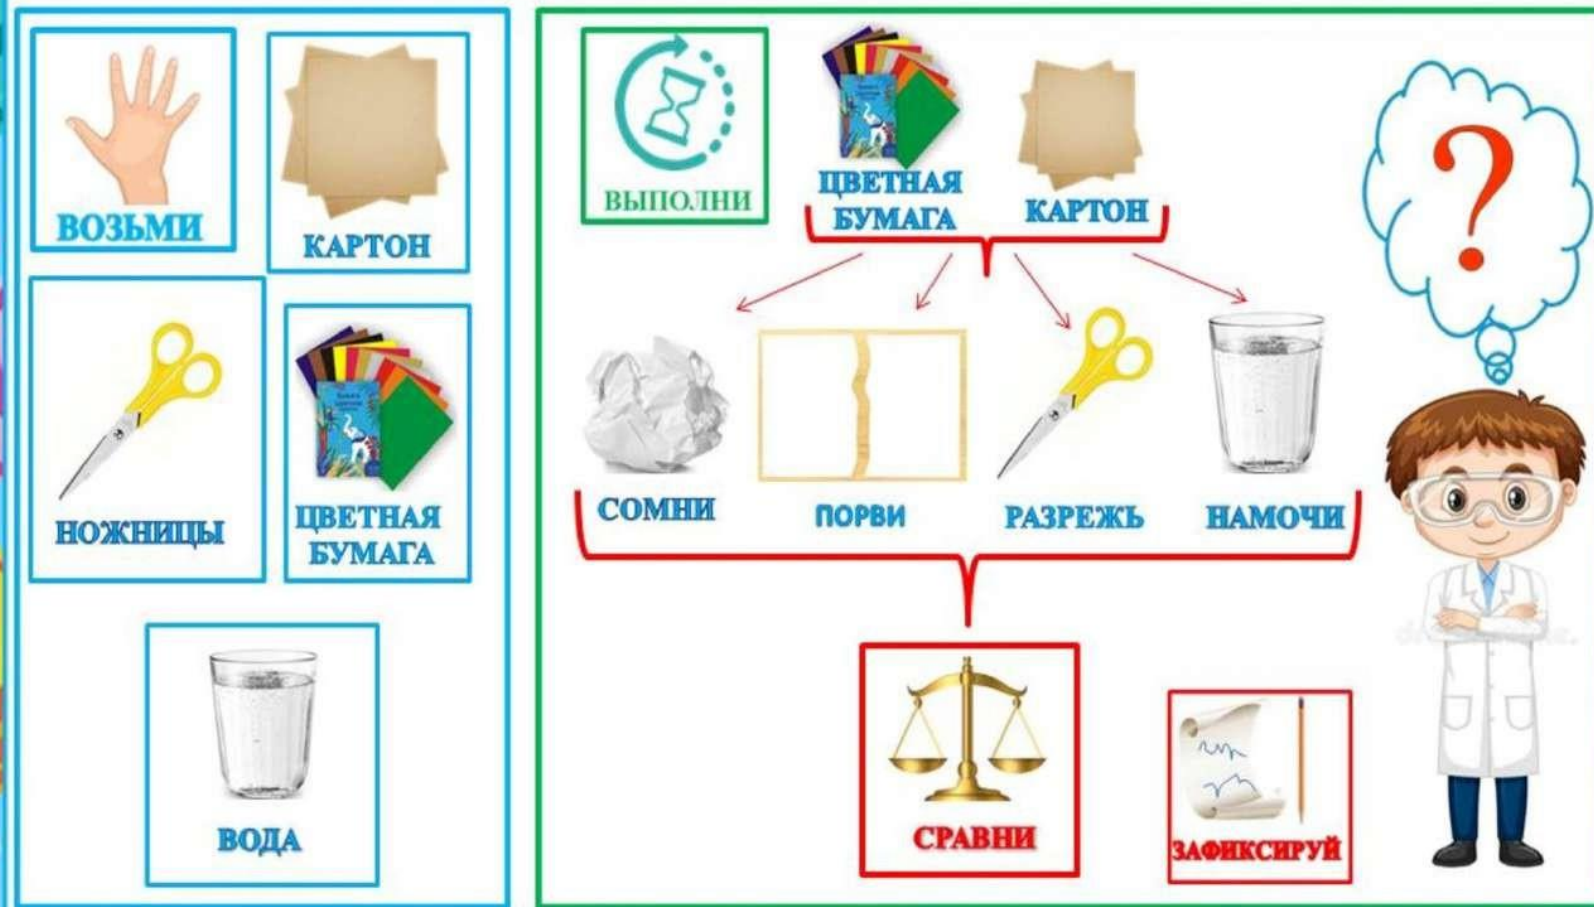 ВОЗЬМИ
КАРТОН
НОЖНИЦЫ
ЦВЕТНАЯ
БУМАГА
ВОДА
ВЫПОЛНИ
ЦВЕТНАЯ
БУМАГА
КАРТОН
?
СОМНИ
ПОРВИ
РАЗРЕЖЬ
НАМОЧИ
СРАВНИ
ЗАФИКСИРУЙ